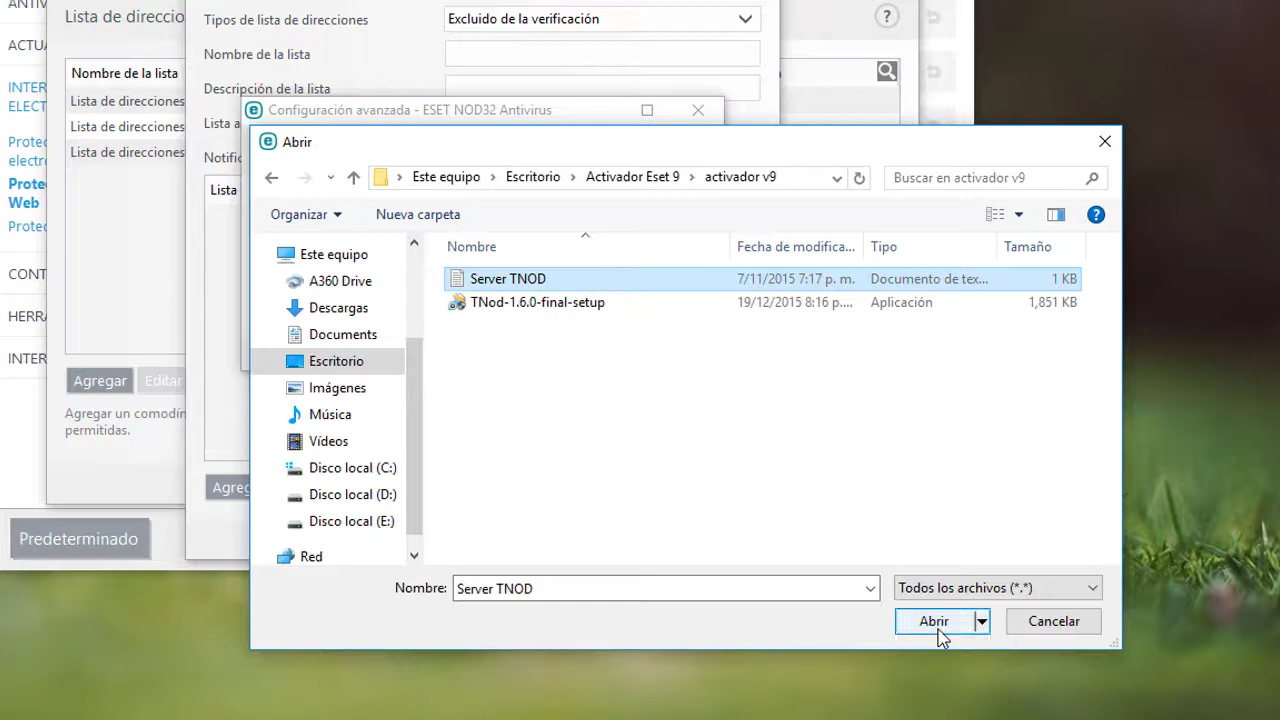 ANTIV
Lista de direccio
Tipos de lista de direcciones
Excluido de la verificación
?
ACTUA
Nombre de la lista
Nombre de la lista
INTER
ELECT
Lista de direcciones
Descripción de la lista
Lista de direcciones
Lista a
Configuración avanzada - ESET NOD32 Antivirus
Protec
electro
Lista de direcciones
Notific
Abrir
Prote
Web
Lista
Este equipo
Escritorio
Activador Eset 9
activador v9
Buscar en activador v9
Protec
Organizar
Nueva carpeta
?
Este equipo
Nombre
Fecha de modifica...
Tipo
Tamaño
CONT
A360 Drive
Server TNOD
7/11/2015 7:17 p. m.
Documento de tex...
1 KB
HERRA
Descargas
TNod-1.6.0-final-setup
19/12/2015 8:16 p....
Aplicación
1,851 KB
Documents
INTER
Escritorio
Agregar
Editar
Imágenes
Agregar un comodín
permitidas.
Música
Vídeos
Disco local (C:)
Agreg
Disco local (D:)
Predeterminado
Disco local (E:)
Red
Nombre:
Server TNOD
Todos los archivos (*.*)
Abrir
Cancelar